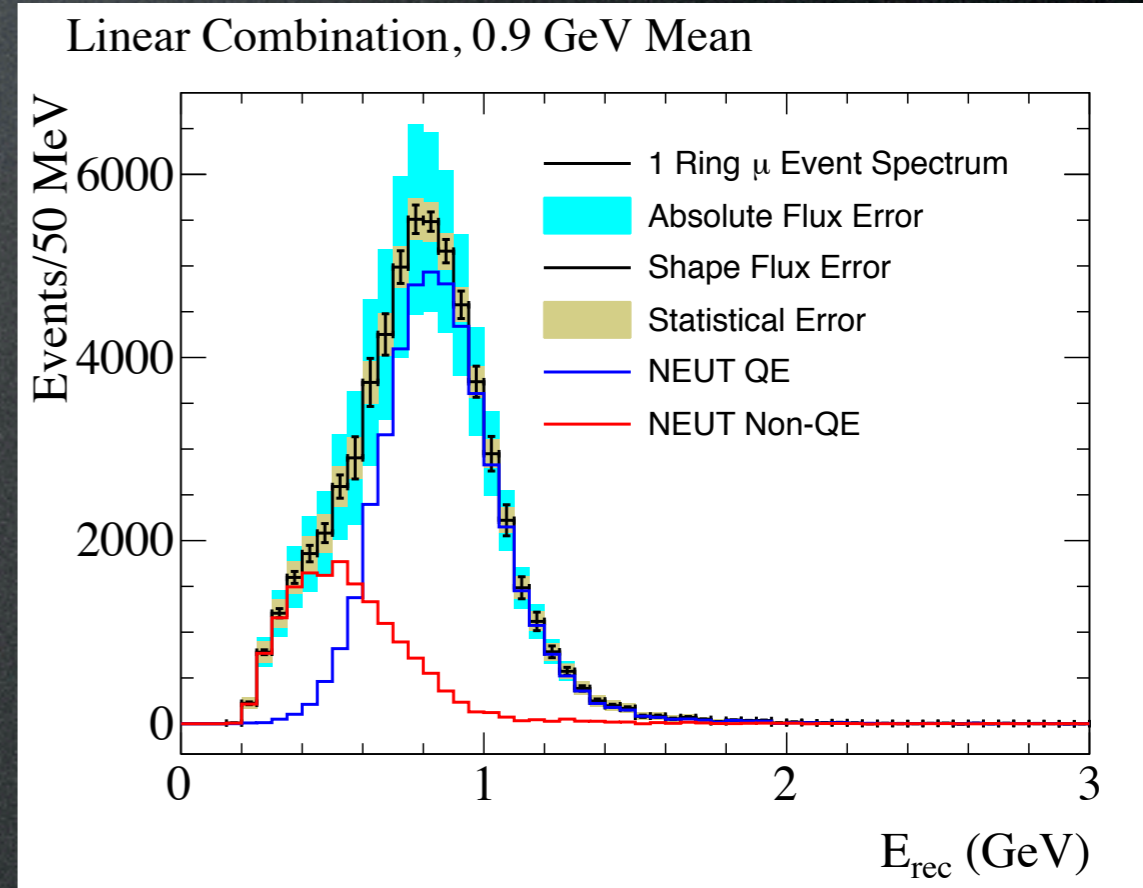 Linear Combination, 0.9 GeV Mean
Events/50 MeV
6000
4000
2000
0
1 Ring μ Event Spectrum
Absolute Flux Error
Shape Flux Error
Statistical Error
NEUT QE
NEUT Non-QE
0 1 2 3
E_rec (GeV)